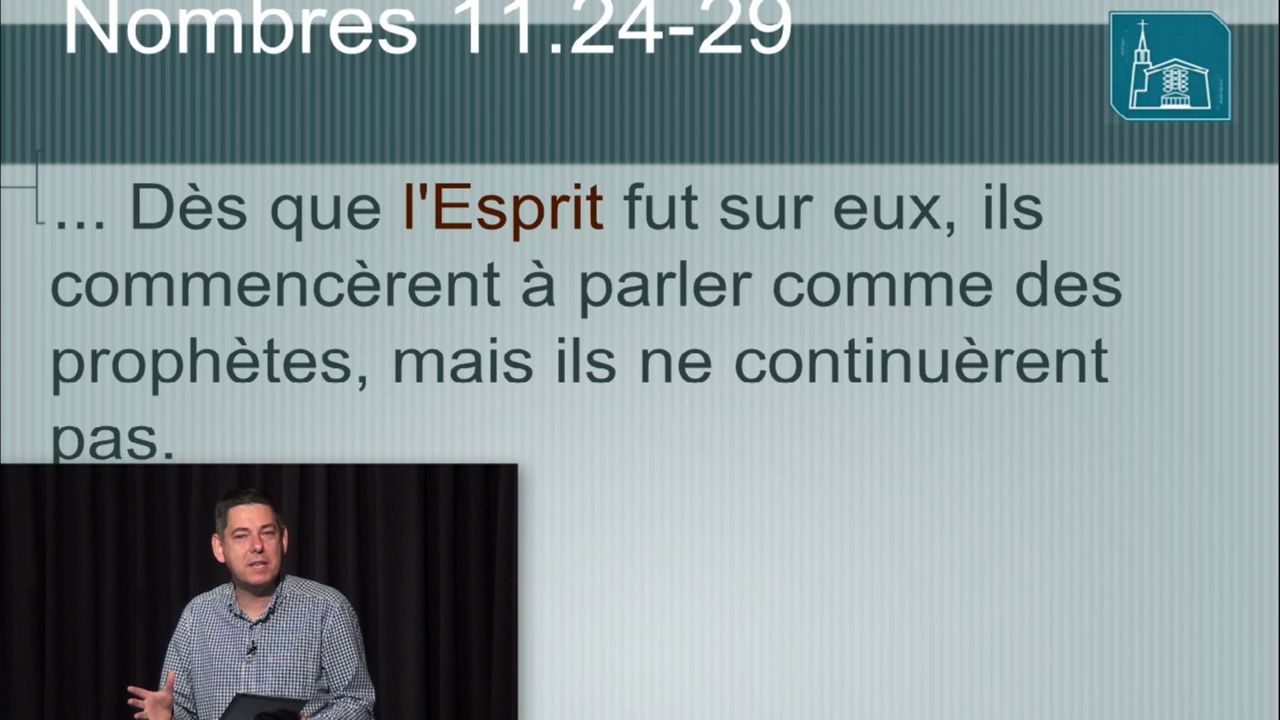 Nombres 11.24-29
... Dès que l'Esprit fut sur eux, ils
commencèrent à parler comme des
prophètes, mais ils ne continuèrent
pas.